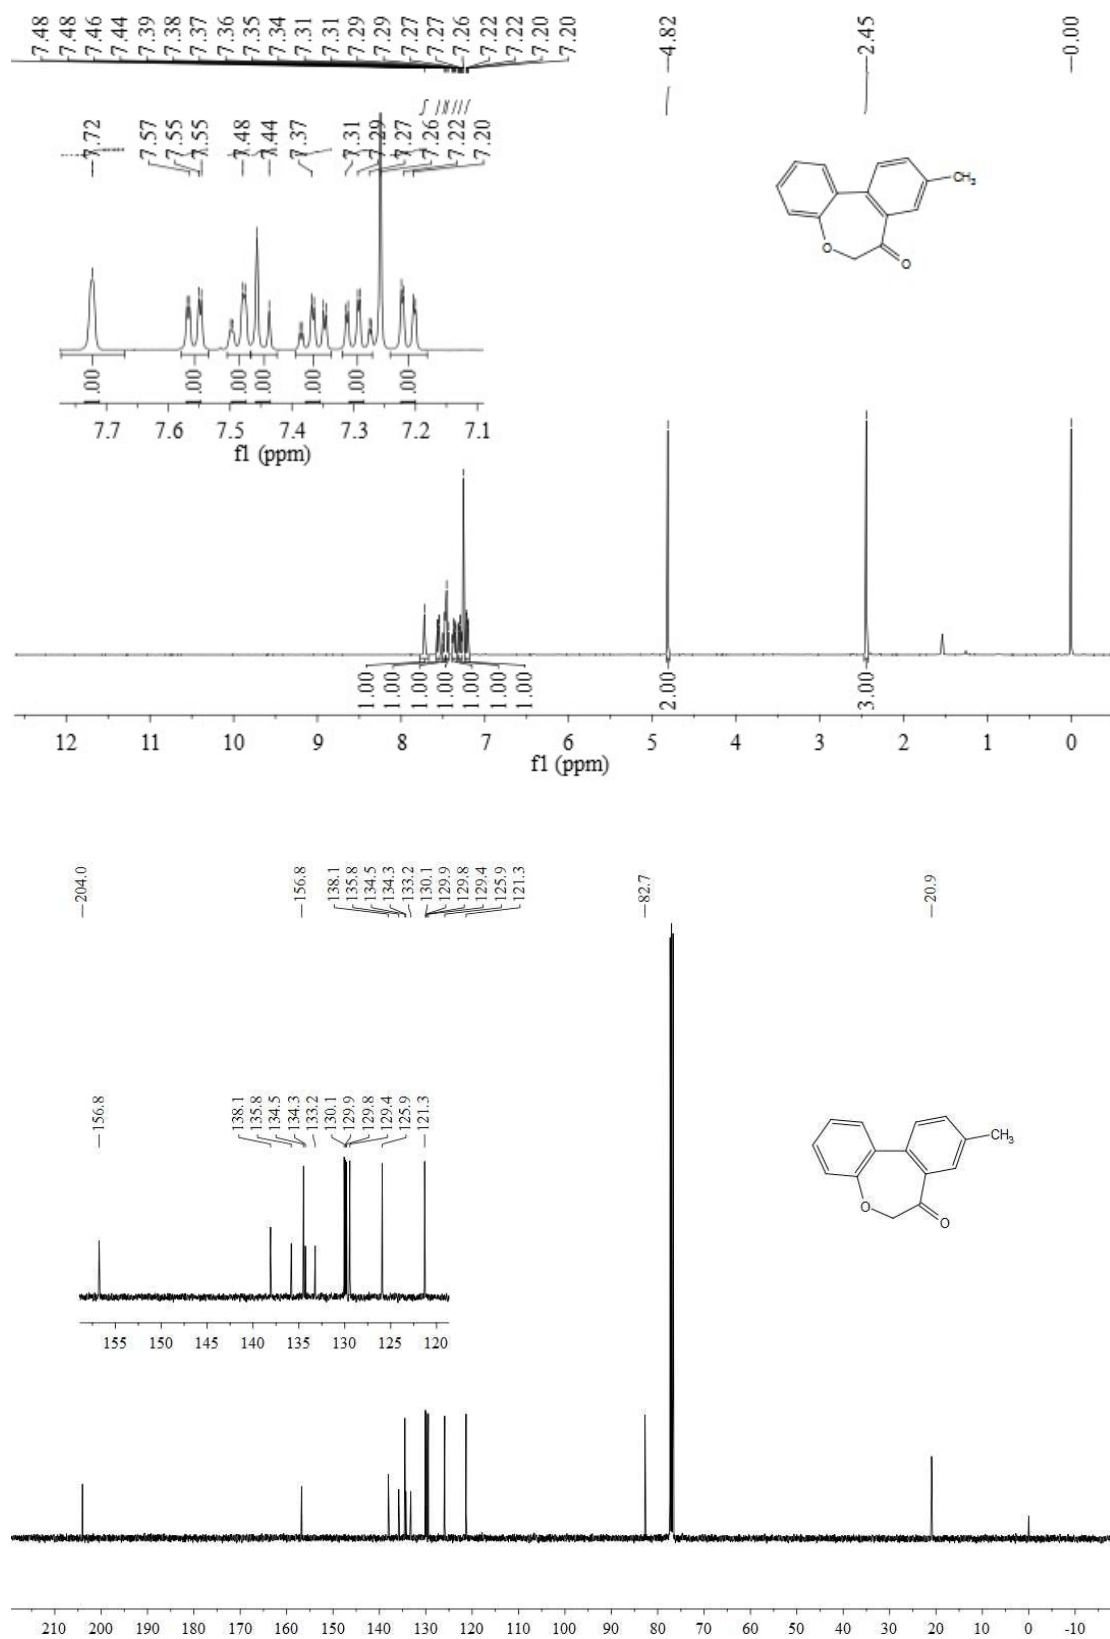 7.48 7.48 7.46 7.44 7.39 7.38 7.37 7.36 7.35 7.34 7.31 7.31 7.29 7.29 7.27 7.27 7.26 7.22 7.22 7.20 7.20 4.82 2.45 0.00
7.72 7.57 7.55 7.55 7.48 7.44 7.37 7.31 7.29 7.27 7.26 7.22 7.20
CH3
O
O
1.00 1.00 1.00 1.00 1.00 1.00 1.00
7.7 7.6 7.5 7.4 7.3 7.2 7.1
f1 (ppm)
1.00 1.00 1.00 1.00 1.00 1.00 1.00 2.00 3.00
12 11 10 9 8 7 6 5 4 3 2 1 0
f1 (ppm)
204.0 156.8 138.1 135.8 134.5 134.3 133.2 130.1 129.9 129.8 129.4 125.9 121.3 82.7 20.9
156.8 138.1 135.8 134.5 134.3 133.2 130.1 129.9 129.8 129.4 125.9 121.3
CH3
O
O
155 150 145 140 135 130 125 120
210 200 190 180 170 160 150 140 130 120 110 100 90 80 70 60 50 40 30 20 10 0 -10